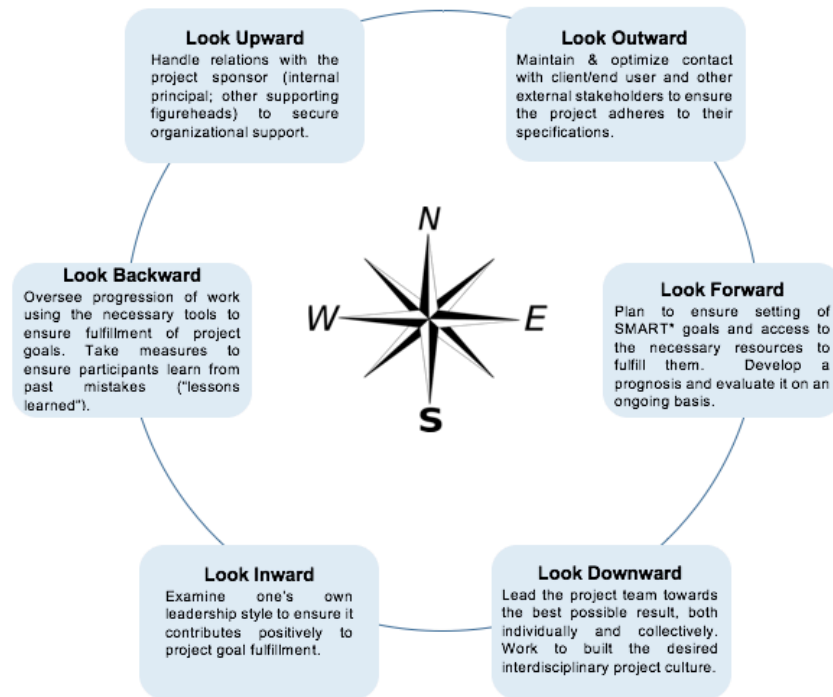 Look Upward
Handle relations with the
project sponsor (internal
principal; other supporting
figureheads) to secure
organizational support.
Look Outward
Maintain & optimize contact
with client/end user and other
external stakeholders to ensure
the project adheres to their
specifications.
N
W
E
S
Look Backward
Oversee progression of work
using the necessary tools to
ensure fulfillment of project
goals. Take measures to
ensure participants learn from
past mistakes ("lessons
learned").
Look Forward
Plan to ensure setting of
SMART* goals and access to
the necessary resources to
fulfill them. Develop a
prognosis and evaluate it on an
ongoing basis.
Look Inward
Examine one's own
leadership style to ensure it
contributes positively to
project goal fulfillment.
Look Downward
Lead the project team towards
the best possible result, both
individually and collectively.
Work to built the desired
interdisciplinary project culture.